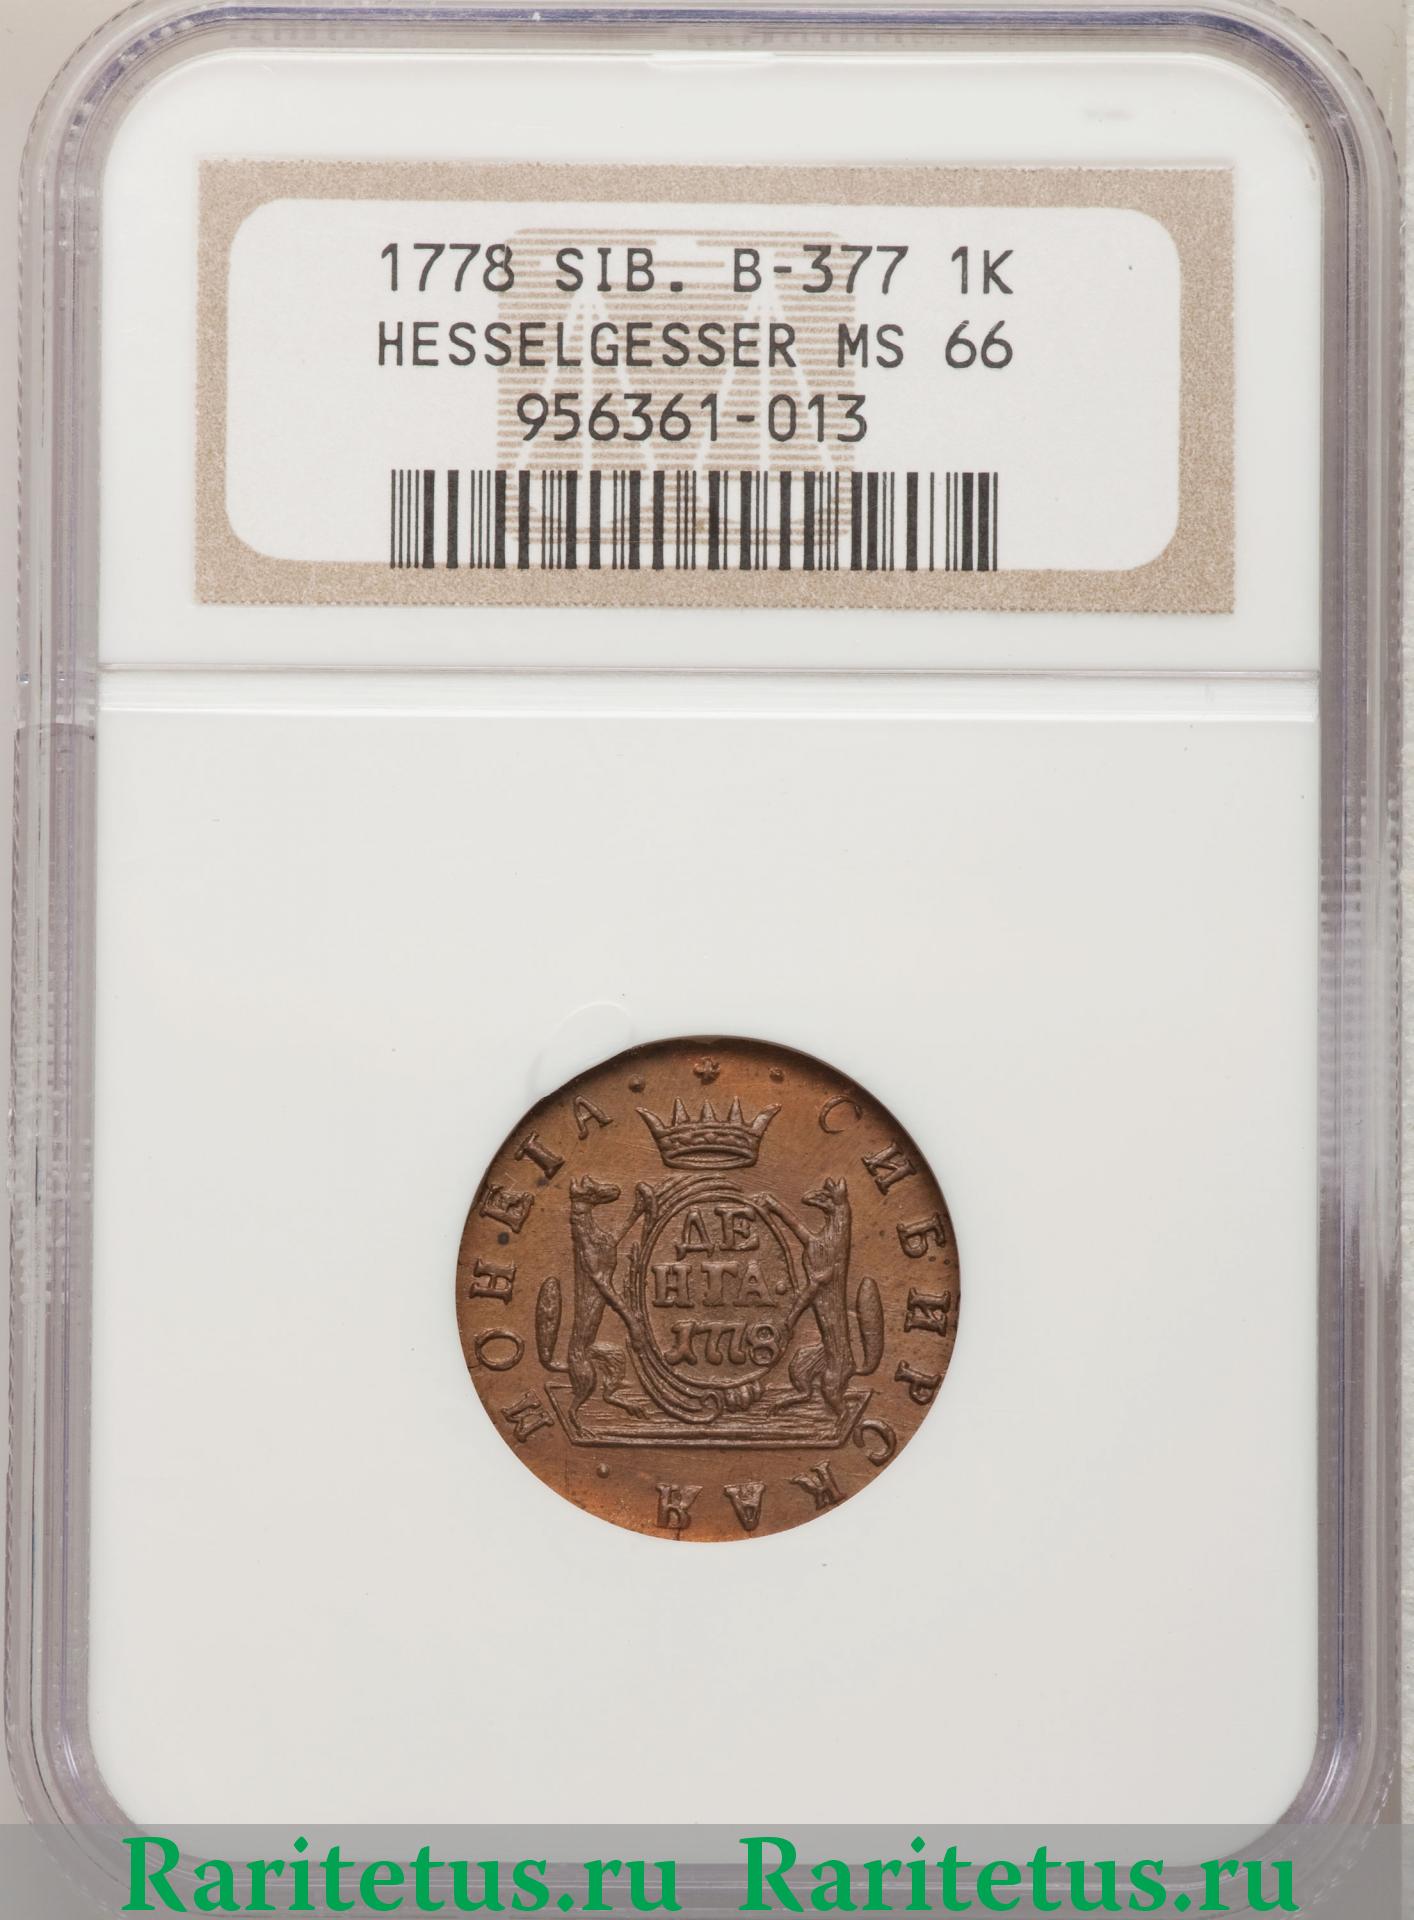 1778 SIB. B-377 1K
HESSELGESSER MS 66
956361-013
СИБИРСКАЯ
МОНЕТА
ДЕ
НГА.
1778
Raritetus.ru Raritetus.ru